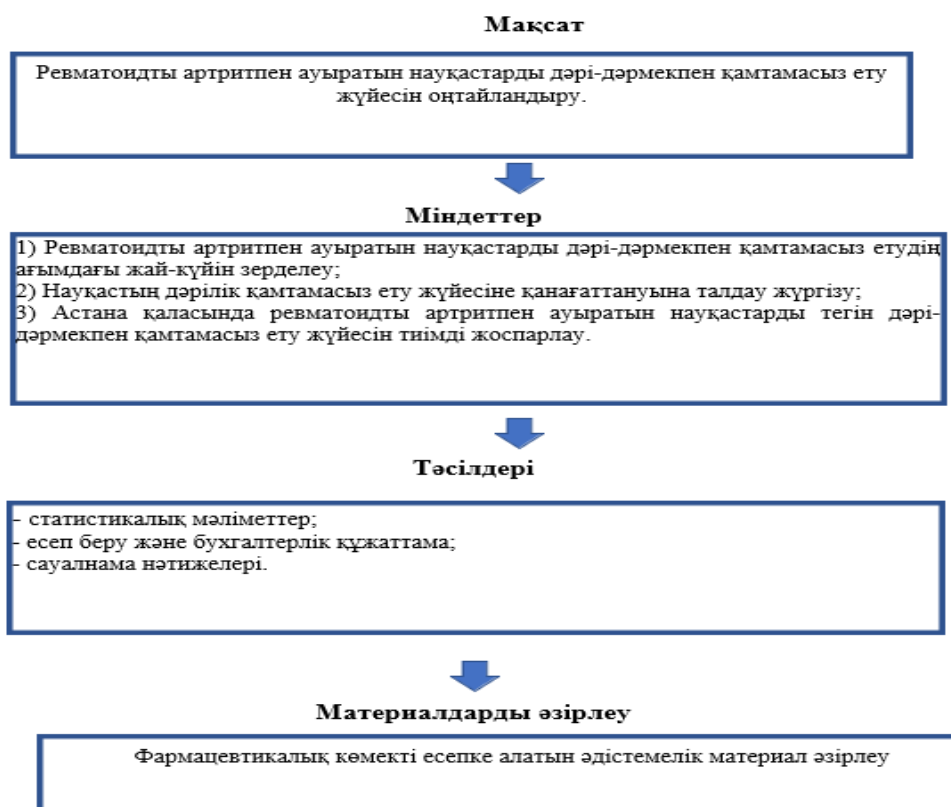 Мақсат
Ревматоидты артритпен ауыратын науқастарды дәрі-дәрмекпен қамтамасыз ету
жүйесін оңтайландыру.
Міндеттер
1) Ревматоидты артритпен ауыратын науқастарды дәрі-дәрмекпен қамтамасыз етудің
ағымдағы жай-күйін зерделеу;
2) Науқастың дәрілік қамтамасыз ету жүйесіне қанағаттануына талдау жүргізу;
3) Астана қаласында ревматоидты артритпен ауыратын науқастарды тегін дәрі-
дәрмекпен қамтамасыз ету жүйесін тиімді жоспарлау.
Тәсілдері
- статистикалық мәліметтер;
- есеп беру және бухгалтерлік құжаттама;
- сауалнама нәтижелері.
Материалдарды әзірлеу
Фармацевтикалық көмекті есепке алатын әдістемелік материал әзірлеу